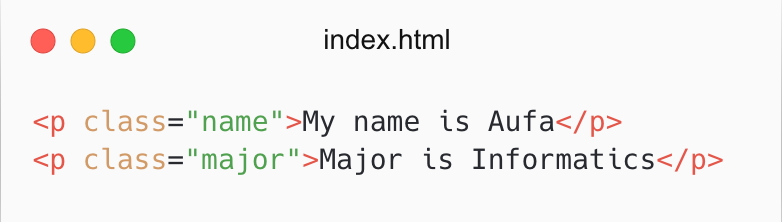 index.html
<p class="name">My name is Aufa</p>
<p class="major">Major is Informatics</p>